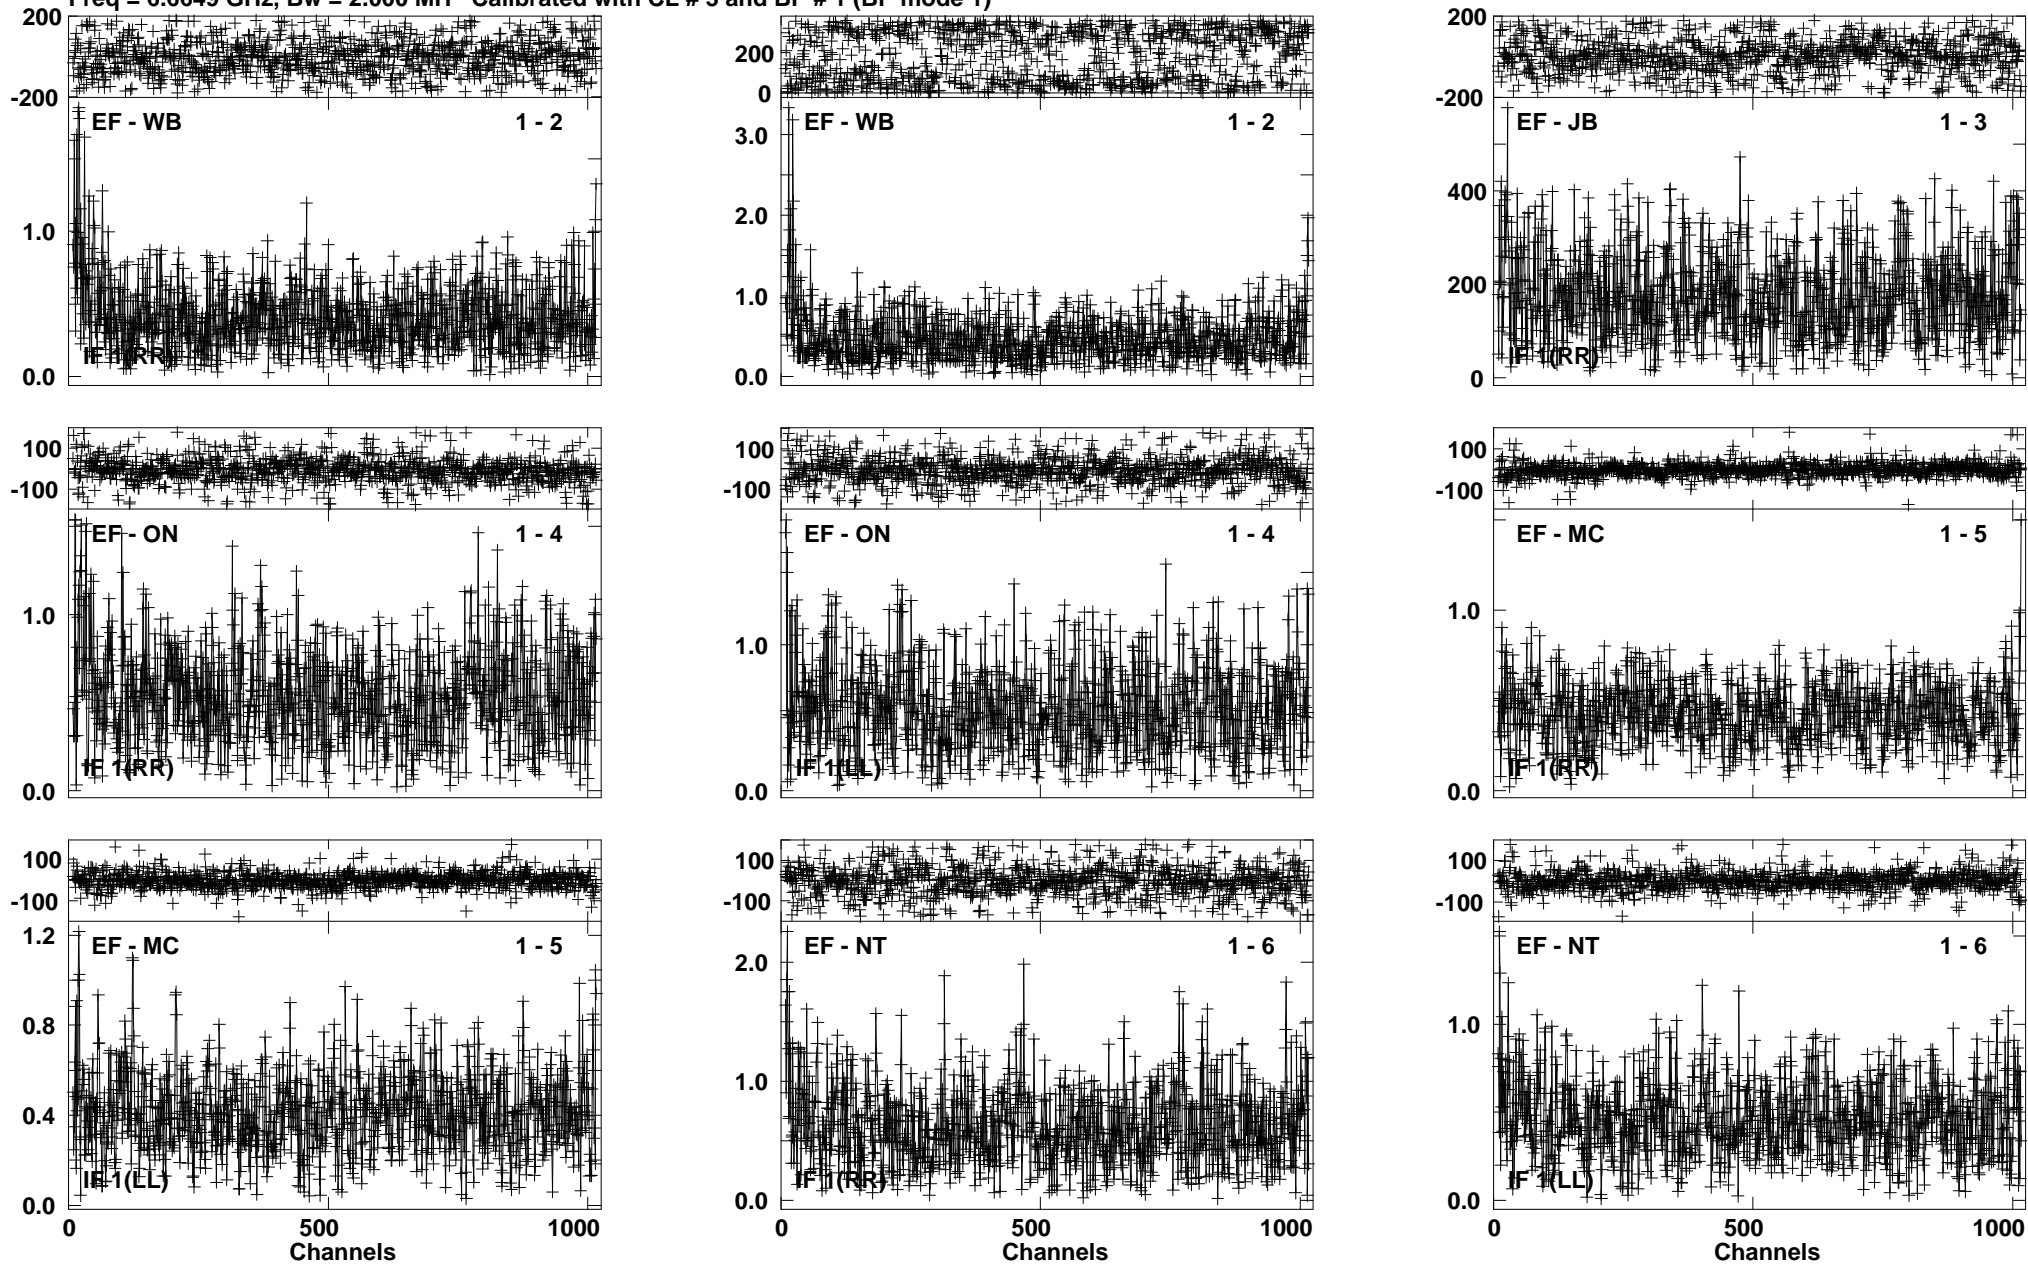 Freq = 6.6649 GHz, Bw = 2.000 MH Calibrated with CL # 3 and BP # 1 (BP mode 1)
200
-200
EF - WB 1 - 2
1.0
0.0
IF 1(RR)
200
0
EF - WB 1 - 2
3.0
2.0
1.0
0.0
200
-200
EF - JB 1 - 3
400
200
0
IF 1(RR)
100
-100
EF - ON 1 - 4
1.0
0.0
IF 1(RR)
100
-100
EF - ON 1 - 4
1.0
0.0
IF 1(LL)
100
-100
EF - MC 1 - 5
1.0
0.0
IF 1(RR)
100
-100
EF - MC 1 - 5
1.2
0.8
0.4
0.0
IF 1(LL)
0 500 1000
Channels
100
-100
EF - NT 1 - 6
2.0
1.0
0.0
IF 1(RR)
0 500 1000
Channels
100
-100
EF - NT 1 - 6
1.0
0.0
IF 1(LL)
0 500 1000
Channels